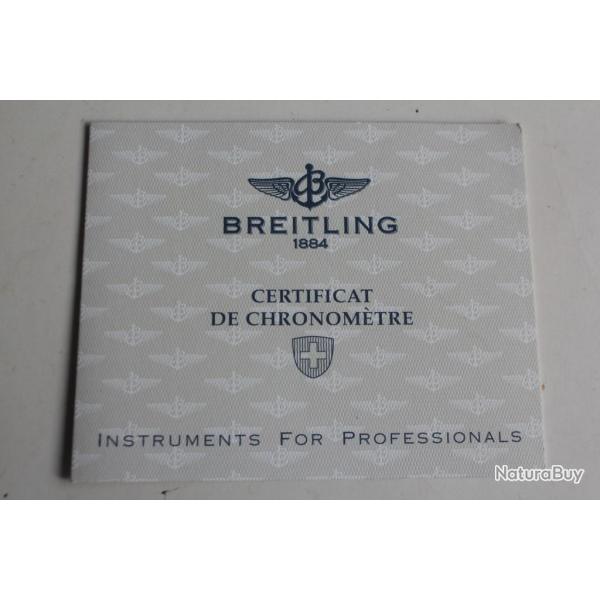 B
BREITLING
1884
CERTIFICAT
DE CHRONOMÈTRE
INSTRUMENTS FOR PROFESSIONALS
NaturaBuy